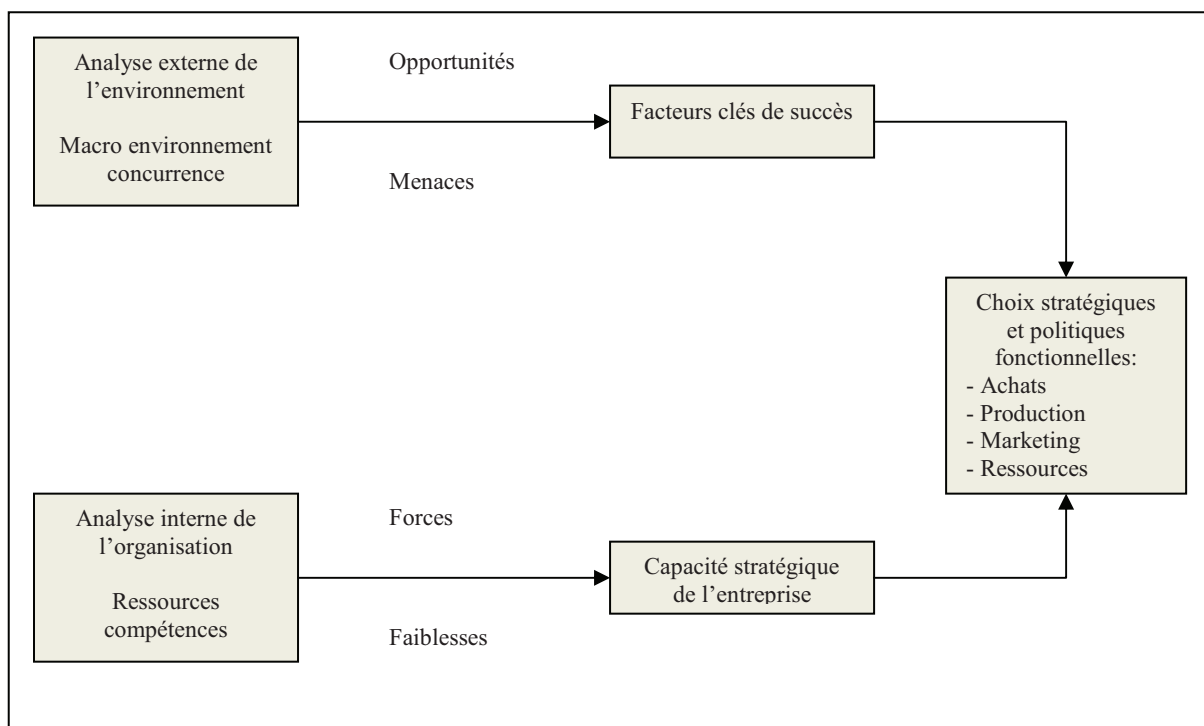 Analyse externe de
l’environnement
Macro environnement
concurrence
Opportunités
Menaces
Facteurs clés de succès
Choix stratégiques
et politiques
fonctionnelles:
- Achats
- Production
- Marketing
- Ressources
Analyse interne de
l’organisation
Ressources
compétences
Forces
Faiblesses
Capacité stratégique
de l’entreprise